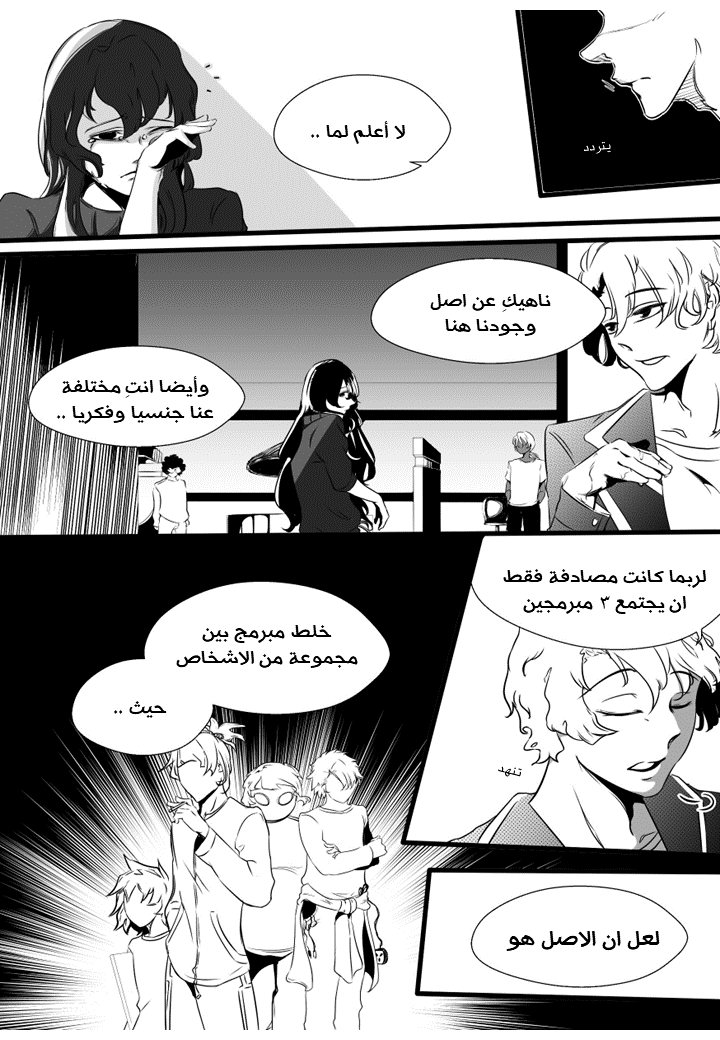 يتردد
لا أعلم لما ..
ناهيكِ عن اصل
وجودنا هنا
وأيضا انتِ مختلفة
عنا جنسيا وفكريا ..
لربما كانت مصادفة فقط
ان يجتمع ٣ مبرمجين
تنهد
لعل ان الاصل هو
خلط مبرمج بين
مجموعة من الاشخاص
حيث ..